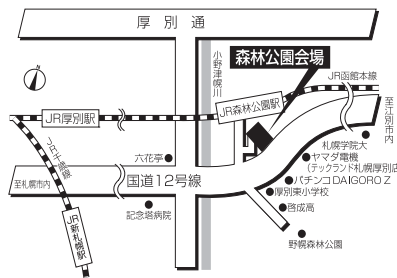 厚別通
小野津幌川
森林公園会場
JR函館本線
JR森林公園駅
至江別市内
JR厚別駅
JR千歳線
六花亭
札幌学院大
ヤマダ電機
(テックランド札幌厚別店)
至札幌市内
国道12号線
パチンコDAIGORO Z
厚別東小学校
記念塔病院
啓成高
JR新札幌駅
野幌森林公園